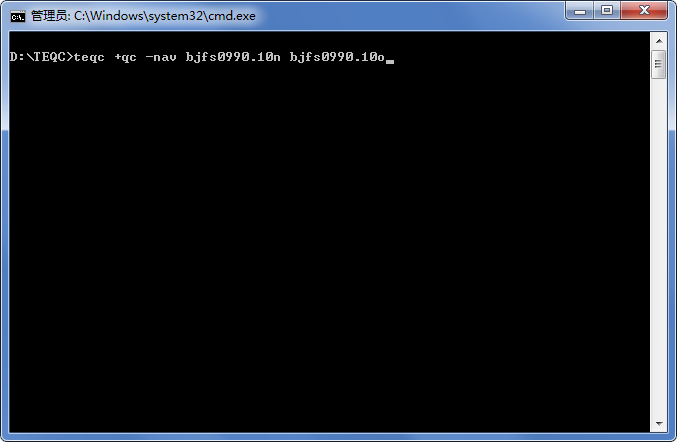 管理员: C:\Windows\system32\cmd.exe
D:\TEQC>teqc +qc -nav bjfs0990.10n bjfs0990.10o